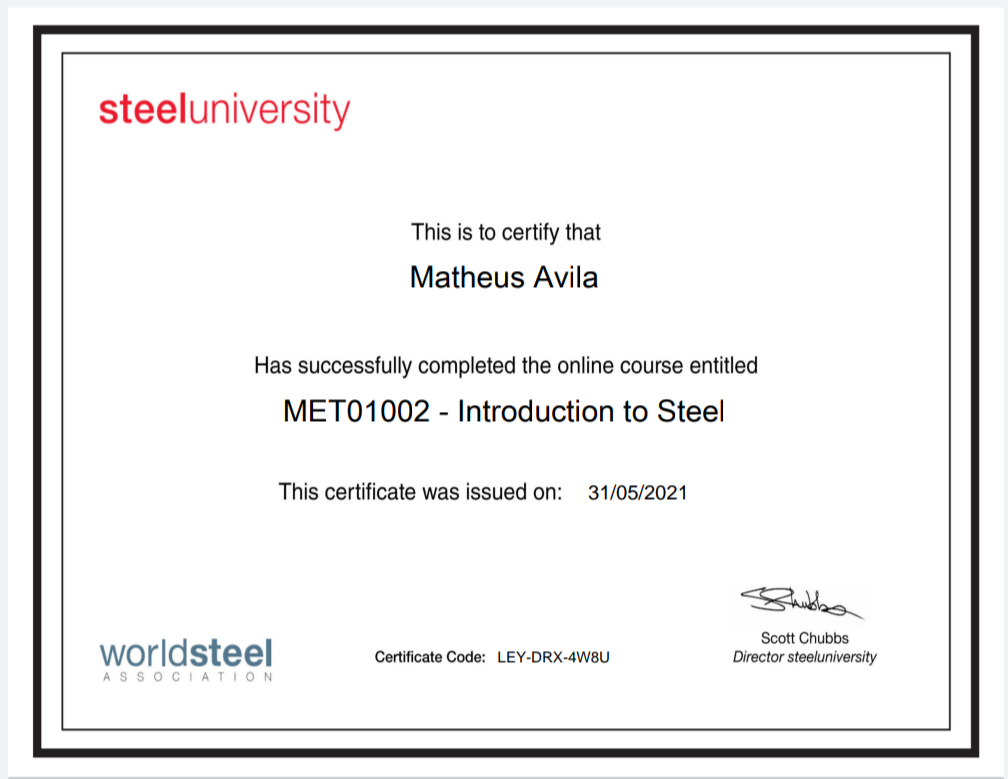 steeluniversity
This is to certify that
Matheus Avila
Has successfully completed the online course entitled
MET01002 - Introduction to Steel
This certificate was issued on: 31/05/2021
Shubbs
Scott Chubbs
Director steeluniversity
worldsteel
ASSOCIATION
Certificate Code: LEY-DRX-4W8U